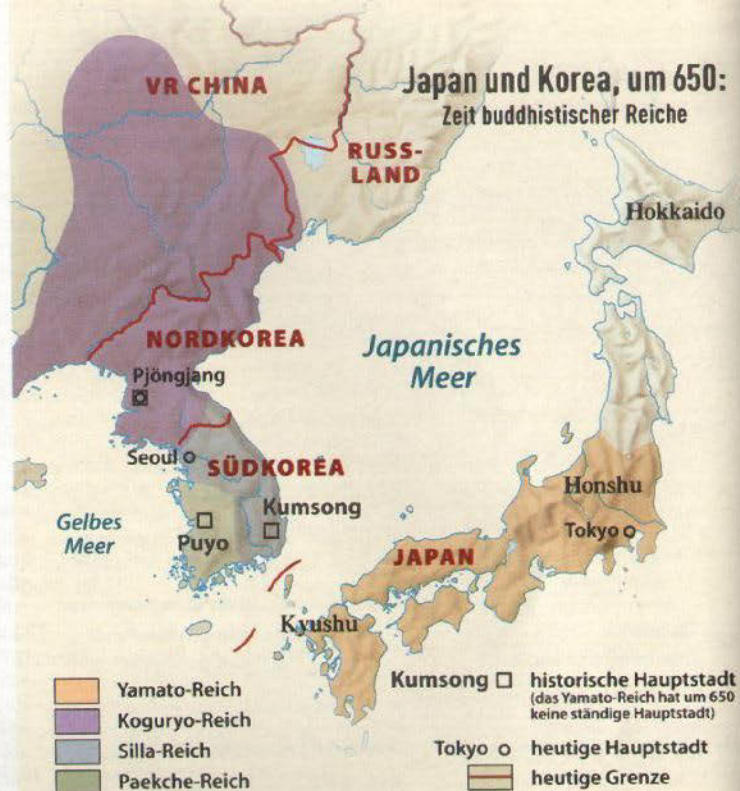 Japan und Korea, um 650:
Zeit buddhistischer Reiche
VR CHINA
RUSS-
LAND
Hokkaido
NORDKOREA
Japanisches
Meer
Pjöngjang
Seoul
SÜDKOREA
Honshu
Gelbes
Meer
Kumsong
Puyo
Tokyo
JAPAN
Kyushu
Yamato-Reich
Koguryo-Reich
Silla-Reich
Paekche-Reich
Kumsong historische Hauptstadt
(das Yamato-Reich hat um 650
keine ständige Hauptstadt)
Tokyo heutige Hauptstadt
heutige Grenze